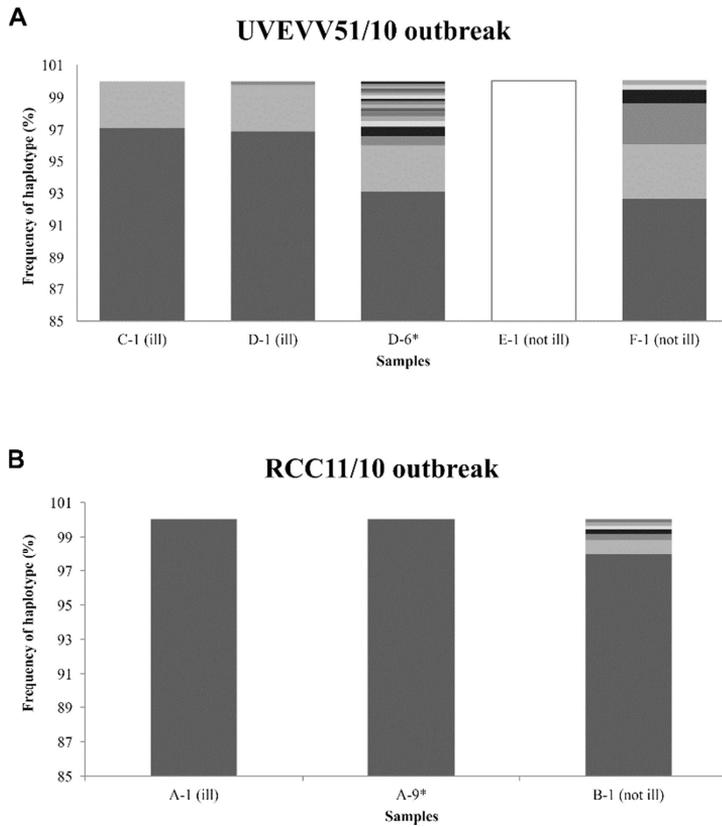 A
UVEVV51/10 outbreak
Frequency of haplotype (%)
101
99
97
95
93
91
89
87
85
C-1 (ill) D-1 (ill) D-6* E-1 (not ill) F-1 (not ill)
Samples
B
RCC11/10 outbreak
Frequency of haplotype (%)
101
99
97
95
93
91
89
87
85
A-1 (ill) A-9* B-1 (not ill)
Samples